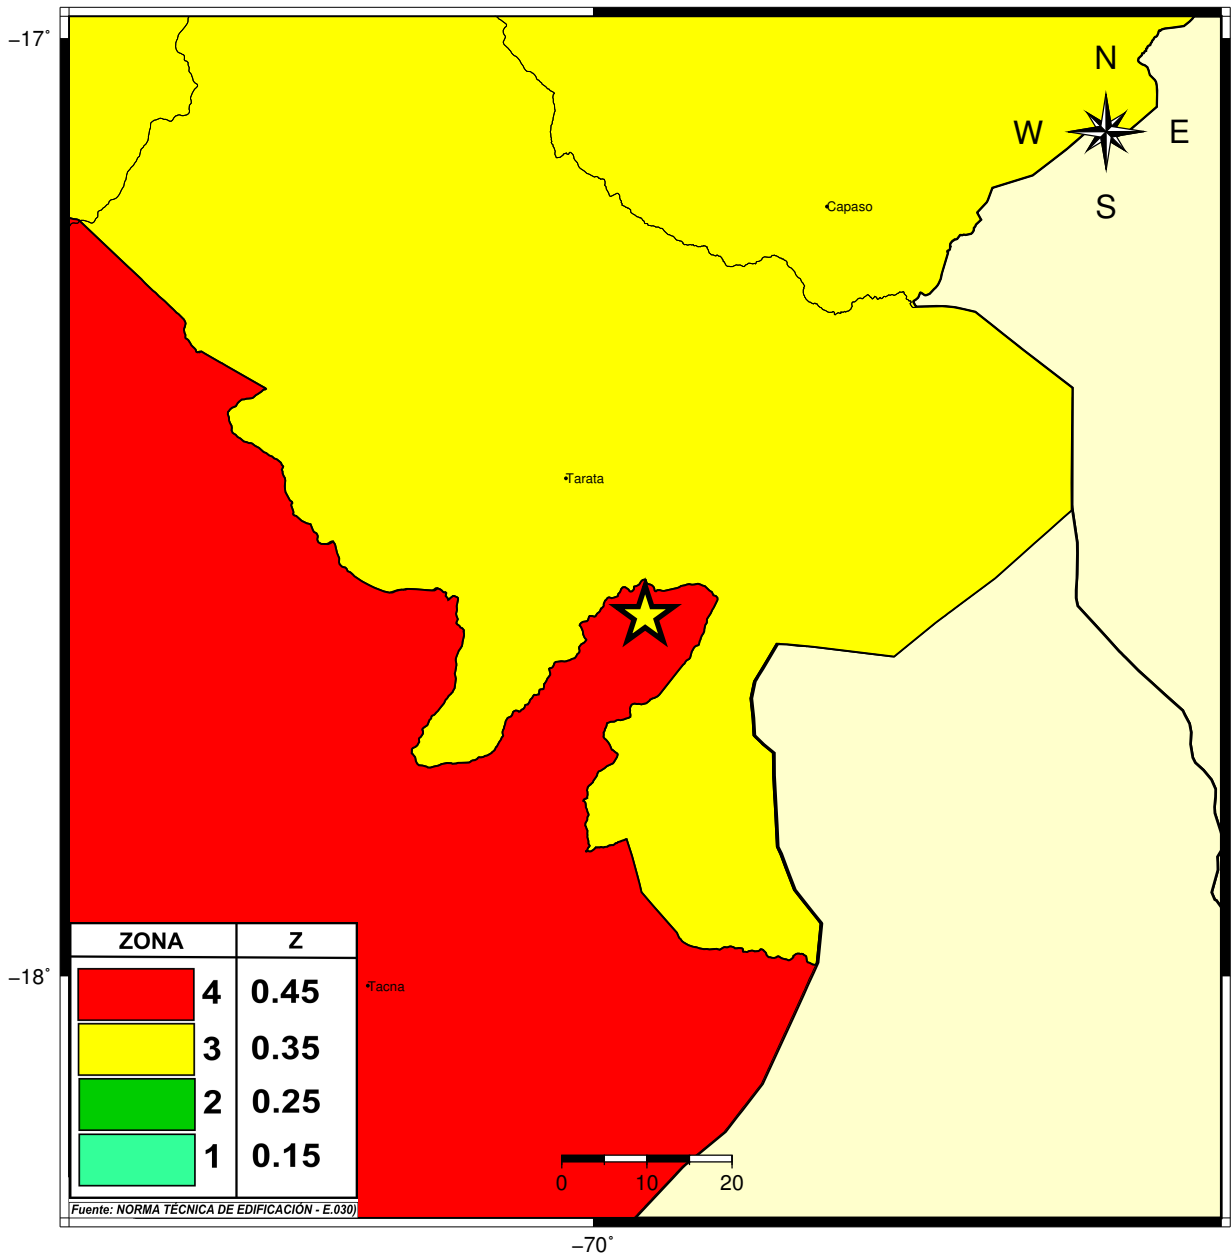 −17˚
N
W E
S
Capaso
Tarata
ZONA Z
4 0.45
3 0.35
2 0.25
1 0.15
Fuente: NORMA TÉCNICA DE EDIFICACIÓN - E.030)
−18˚
Tacna
0 10 20
−70˚